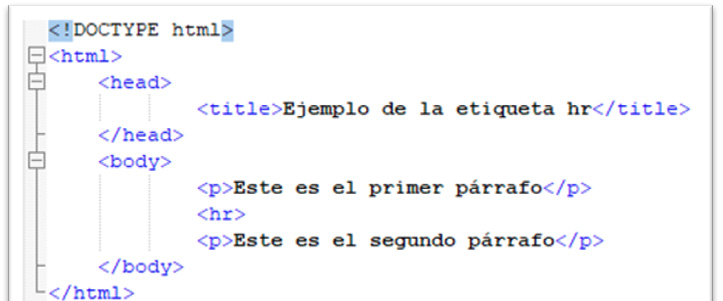 <!DOCTYPE html>
<html>
<head>
<title>Ejemplo de la etiqueta hr</title>
</head>
<body>
<p>Este es el primer párrafo</p>
<hr>
<p>Este es el segundo párrafo</p>
</body>
</html>